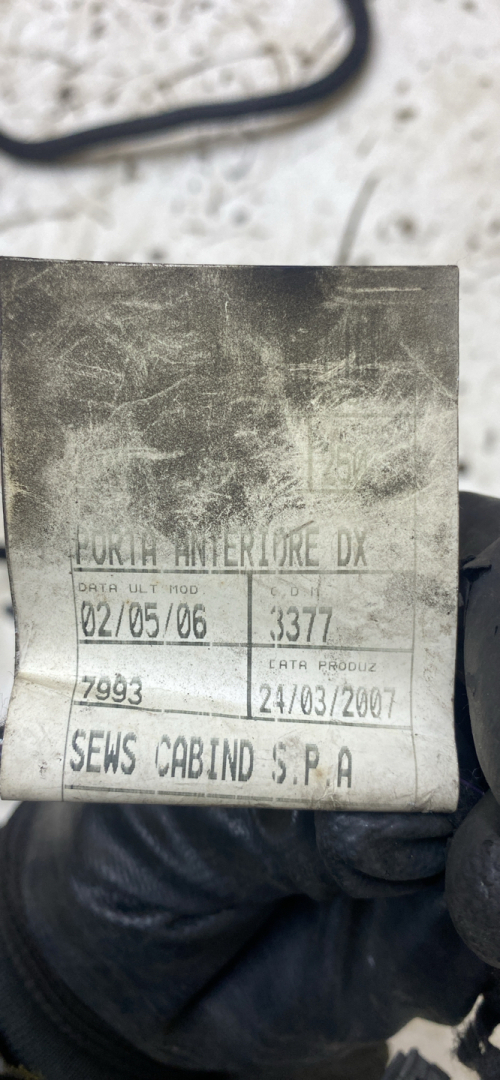 250
PORTA ANTERIORE DX
DATA ULT MOD
02/05/06
3377
7993
DATA PRODUZ
24/03/2007
SEWS CABIND S.P.A